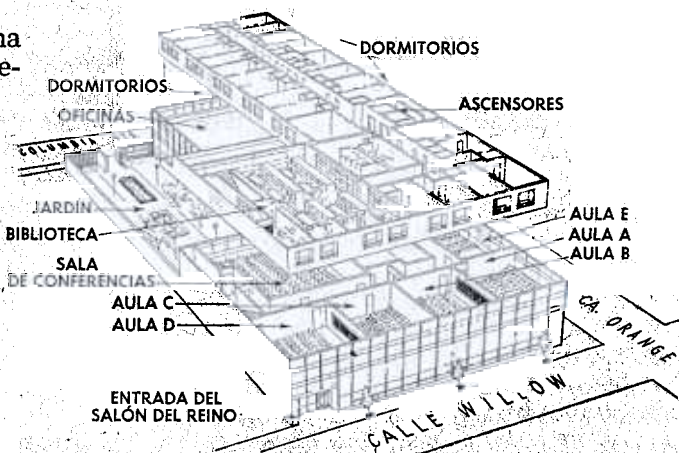 na
e-
DORMITORIOS
DORMITORIOS
OFICINAS
ASCENSORES
COLUMBIA
JARDÍN
BIBLIOTECA
SALA
DE CONFERENCIAS
AULA C
AULA D
AULA E
AULA A
AULA B
CA. ORANGE
CALLE WILLOW
ENTRADA DEL
SALÓN DEL REINO